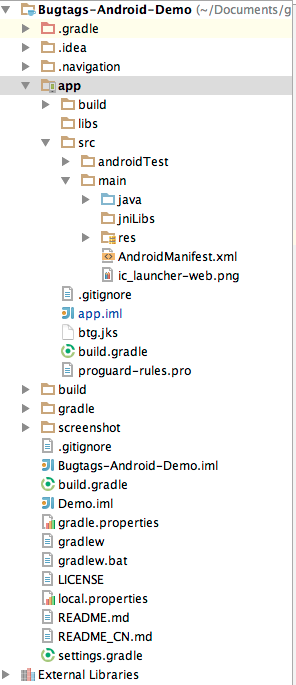 Bugtags-Android-Demo (~/Documents/g
.gradle
.idea
.navigation
app
build
libs
src
androidTest
main
java
jniLibs
res
AndroidManifest.xml
ic_launcher-web.png
.gitignore
app.iml
btg.jks
build.gradle
proguard-rules.pro
build
gradle
screenshot
.gitignore
Bugtags-Android-Demo.iml
build.gradle
Demo.iml
gradle.properties
gradlew
gradlew.bat
LICENSE
local.properties
README.md
README_CN.md
settings.gradle
External Libraries